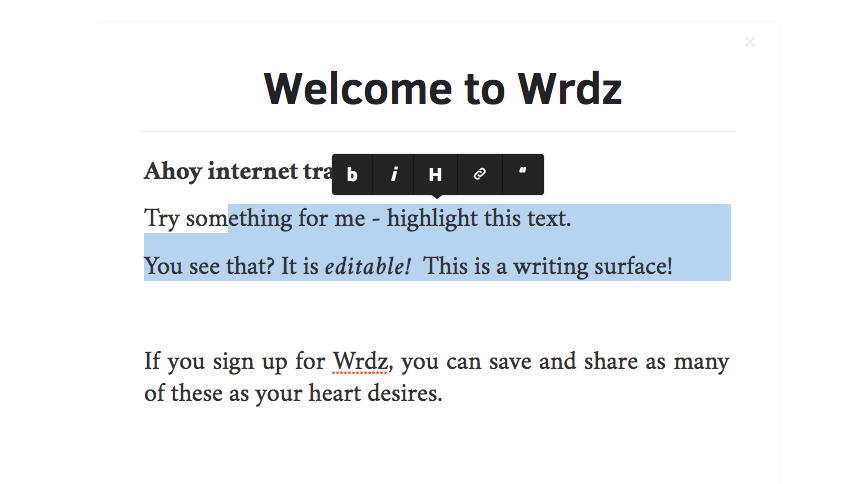 Welcome to Wrdz
Ahoy internet tra
b i H “
Try something for me - highlight this text.
You see that? It is editable! This is a writing surface!
If you sign up for Wrdz, you can save and share as many
of these as your heart desires.